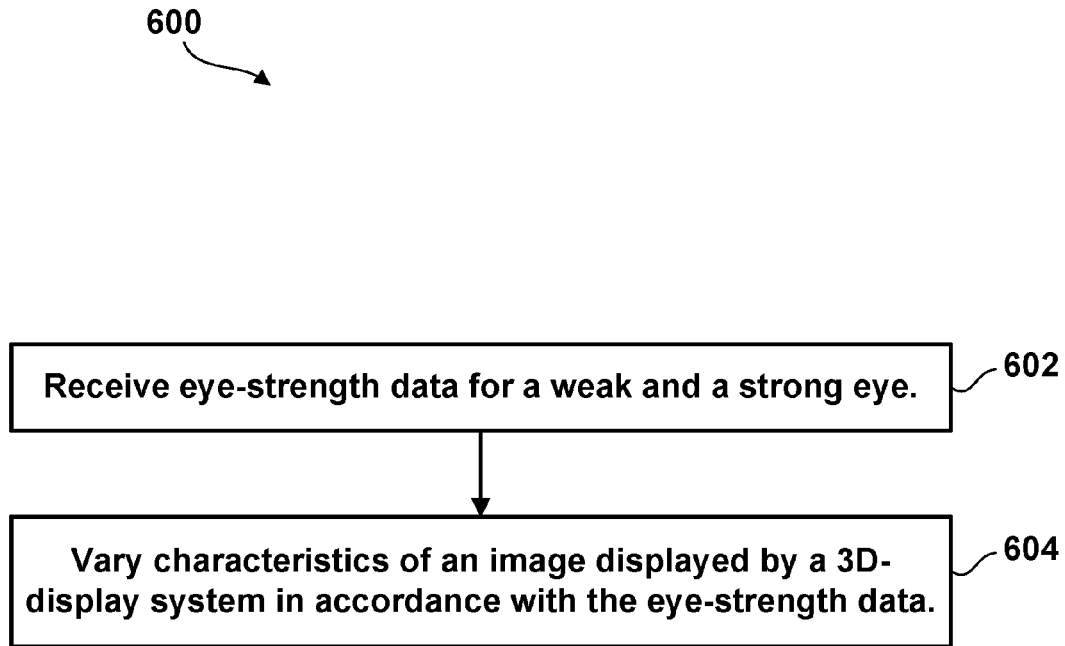 600
Receive eye-strength data for a weak and a strong eye.
602
Vary characteristics of an image displayed by a 3D-
display system in accordance with the eye-strength data.
604